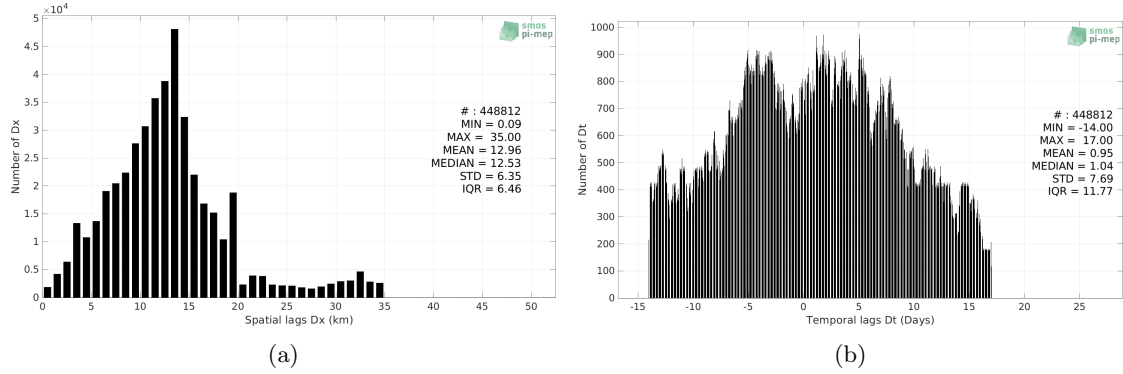 ×10⁴
5
4.5
4
3.5
3
2.5
2
1.5
1
0.5
0
Number of Dx
0 5 10 15 20 25 30 35 40 45 50
Spatial lags Dx (km)
smos
pi-mep
# : 448812
MIN = 0.09
MAX = 35.00
MEAN = 12.96
MEDIAN = 12.53
STD = 6.35
IQR = 6.46
(a)
1000
900
800
700
600
500
400
300
200
100
0
Number of Dt
-15 -10 -5 0 5 10 15 20 25
Temporal lags Dt (Days)
smos
pi-mep
# : 448812
MIN = -14.00
MAX = 17.00
MEAN = 0.95
MEDIAN = 1.04
STD = 7.69
IQR = 11.77
(b)